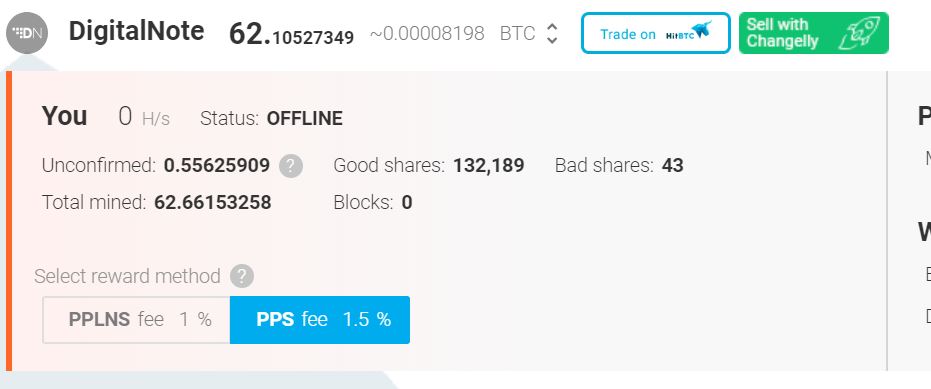 DN DigitalNote 62.10527349 ~0.00008198 BTC Trade on HitBTC Sell with
Changelly
You 0 H/s Status: OFFLINE
Unconfirmed: 0.55625909 ? Good shares: 132,189 Bad shares: 43
Total mined: 62.66153258 Blocks: 0
Select reward method ?
PPLNS fee 1 % PPS fee 1.5 %